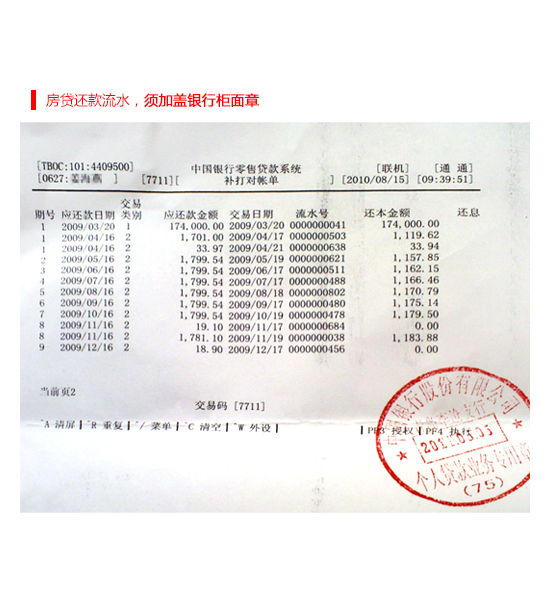 房贷还款流水，须加盖银行柜面章
[TBOC:101:4409500] 中国银行零售贷款系统 [联机] [通 通]
[0627:姜海燕 ] [7711][ 补打对帐单 ] [2010/08/15] [09:39:51]
交易
期号 应还款日期 类别 应还款金额 交易日期 流水号 还本金额 还息
1 2009/03/20 1 174,000.00 2009/03/20 0000000041 174,000.00
1 2009/04/16 2 1,701.00 2009/04/17 0000000503 1,119.62
1 2009/04/16 2 33.97 2009/04/21 0000000638 33.94
2 2009/05/16 2 1,799.54 2009/05/19 0000000621 1,157.85
3 2009/06/16 2 1,799.54 2009/06/17 0000000511 1,162.15
4 2009/07/16 2 1,799.54 2009/07/17 0000000488 1,166.46
5 2009/08/16 2 1,799.54 2009/08/18 0000000802 1,170.79
6 2009/09/16 2 1,799.54 2009/09/17 0000000480 1,175.14
7 2009/10/16 2 1,799.54 2009/10/19 0000000478 1,179.50
8 2009/11/16 2 19.10 2009/11/17 0000000684 0.00
8 2009/11/16 2 1,781.10 2009/11/19 0000000038 1,183.88
9 2009/12/16 2 18.90 2009/12/17 0000000456 0.00
当前页2
交易码 [7711]
^A 清屏 ^R 重复 ^/ 菜单 ^C 清空 ^W 外设 PF3 授权 PF4 执行
银行股份有限公司
个人贷款业务专用章
(75)